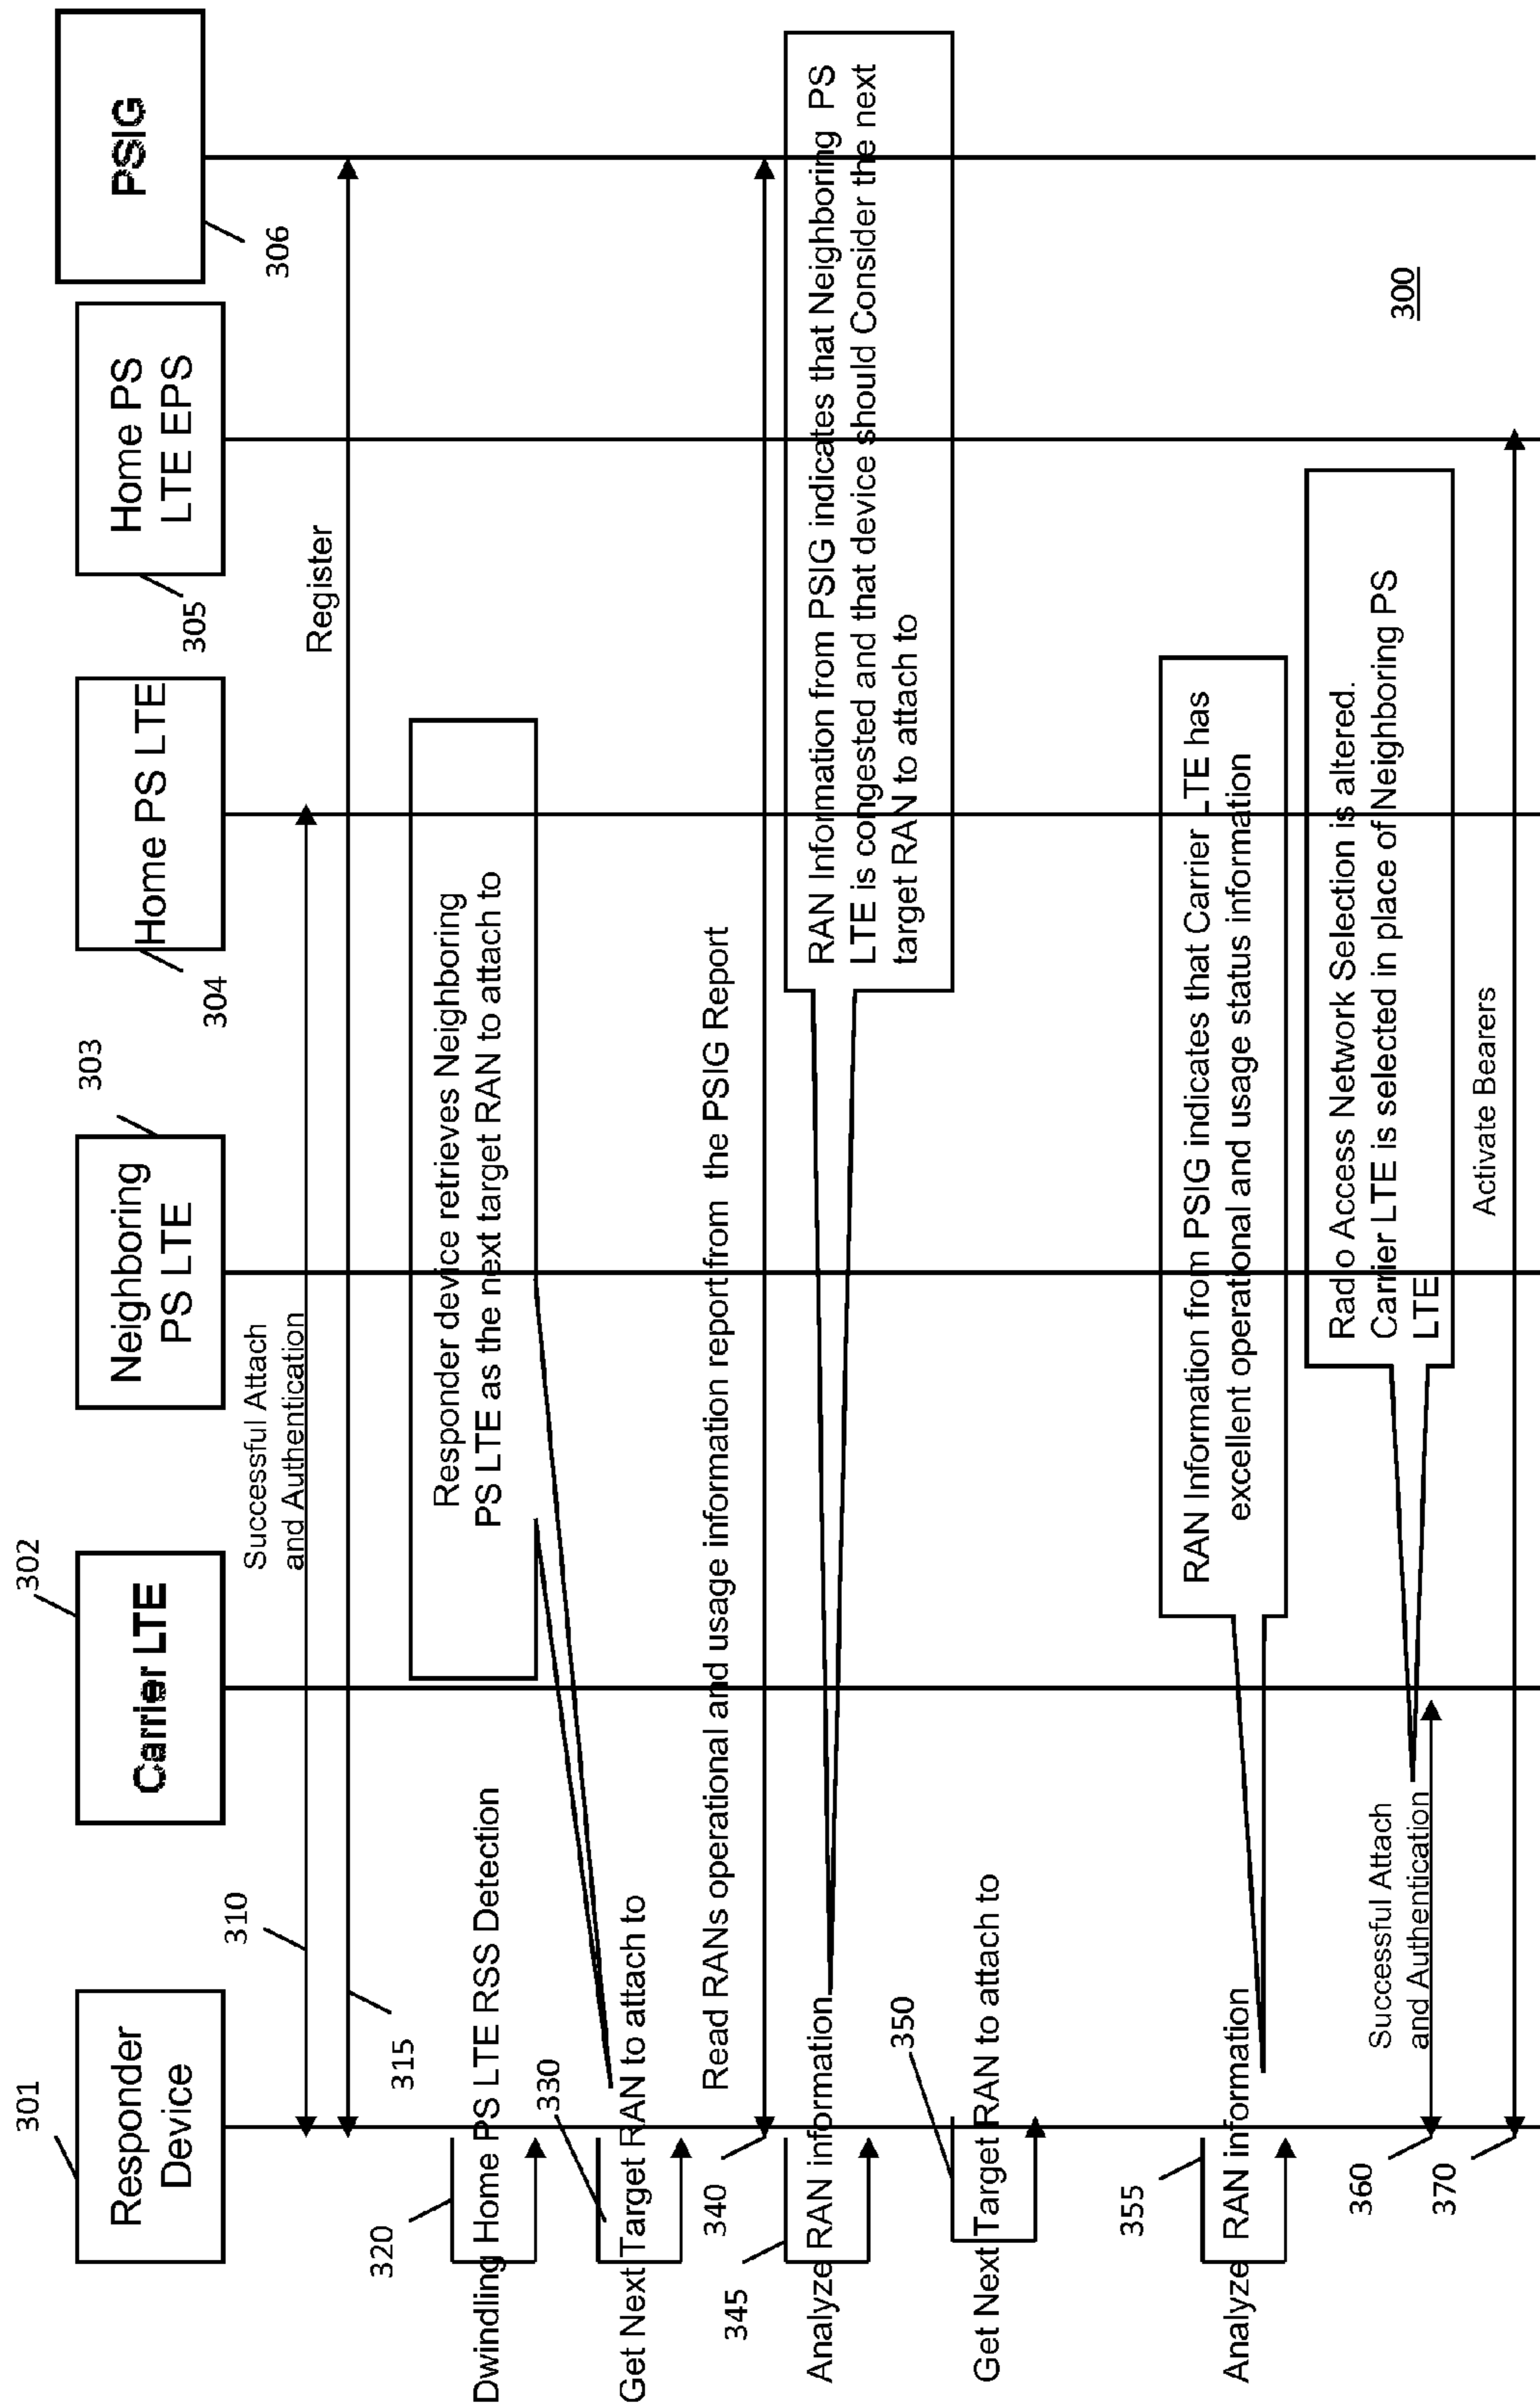 301
Responder
Device
302
Carrier LTE
303
Neighboring
PS LTE
304
Home PS LTE
305
Home PS
LTE EPS
306
PSIG
310
Successful Attach
and Authentication
315
Register
320
Dwindling Home PS LTE RSS Detection
Responder device retrieves Neighboring
PS LTE as the next target RAN to attach to
330
Get Next Target RAN to attach to
340
Read RANs operational and usage information report from the PSIG Report
345
Analyze RAN information
RAN Information from PSIG indicates that Neighboring PS
LTE is congested and that device should Consider the next
target RAN to attach to
350
Get Next Target RAN to attach to
355
Analyze RAN information
RAN Information from PSIG indicates that Carrier LTE has
excellent operational and usage status information
Rad o Access Network Selection is altered.
Carrier LTE is selected in place of Neighboring PS
LTE
360
Successful Attach
and Authentication
370
Activate Bearers
300